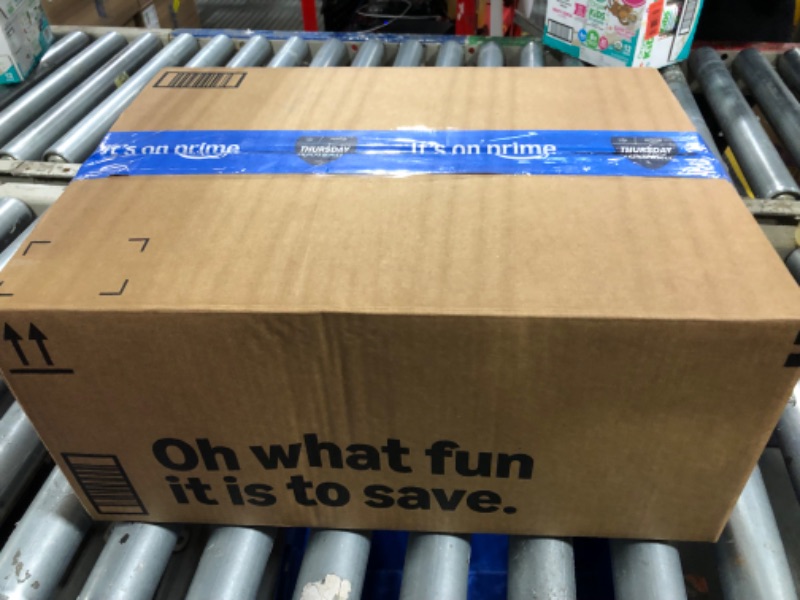 it's on prime THURSDAY it's on prime THURSDAY
Oh what fun
it is to save.